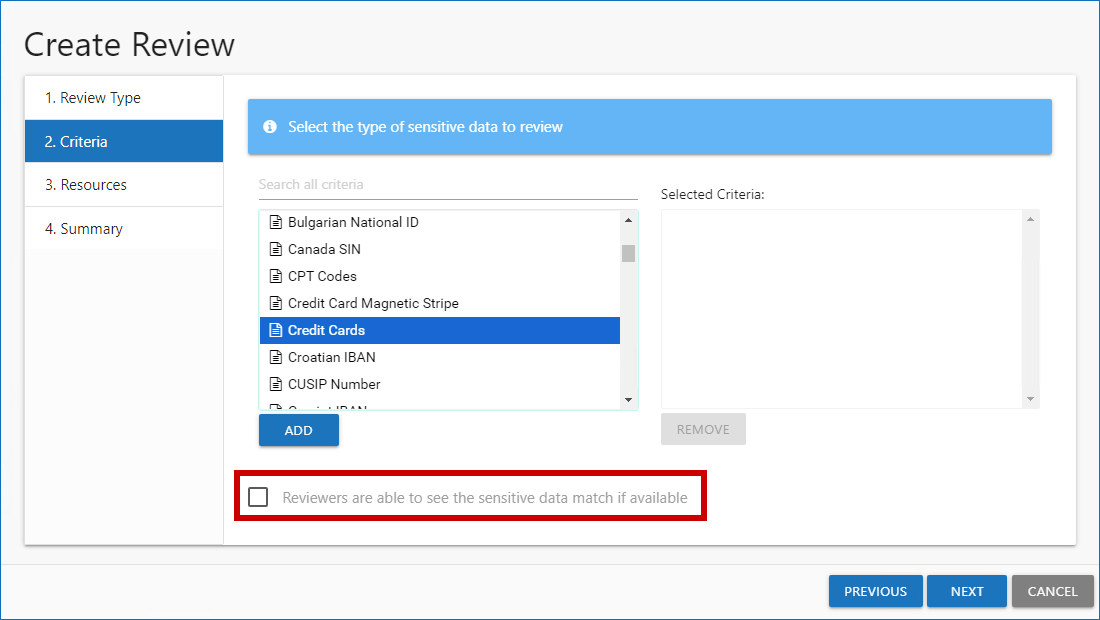 Create Review
1. Review Type
2. Criteria
3. Resources
4. Summary
Select the type of sensitive data to review
Search all criteria
Bulgarian National ID
Canada SIN
CPT Codes
Credit Card Magnetic Stripe
Credit Cards
Croatian IBAN
CUSIP Number
ADD
Selected Criteria:
REMOVE
Reviewers are able to see the sensitive data match if available
PREVIOUS
NEXT
CANCEL